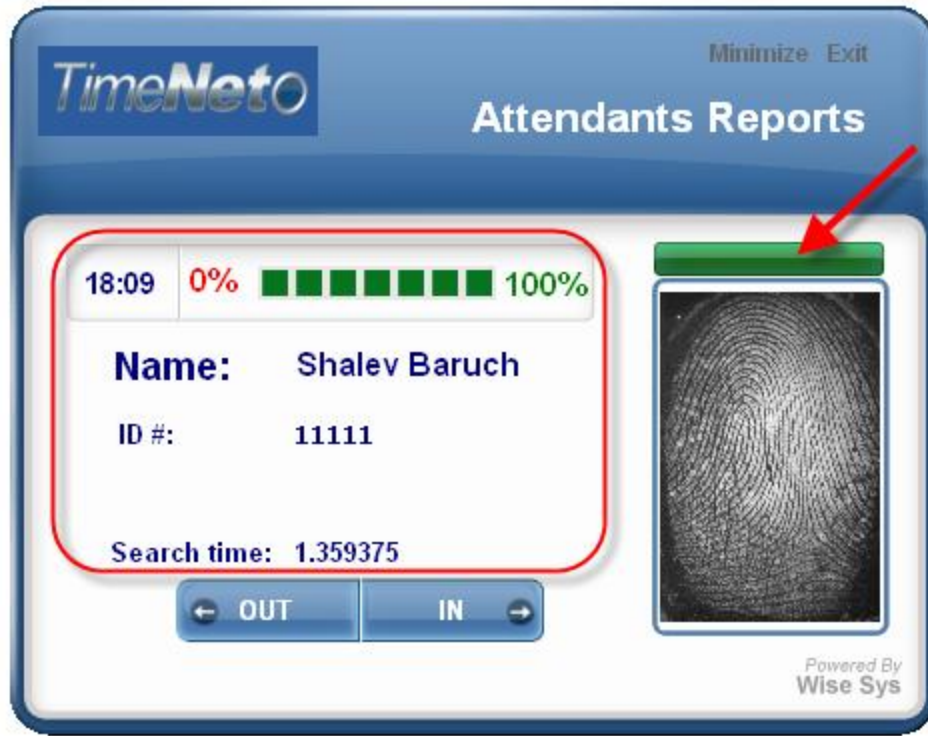 TimeNeto
Minimize Exit
Attendants Reports
18:09 0% 100%
Name: Shalev Baruch
ID #: 11111
Search time: 1.359375
OUT IN
Powered By
Wise Sys